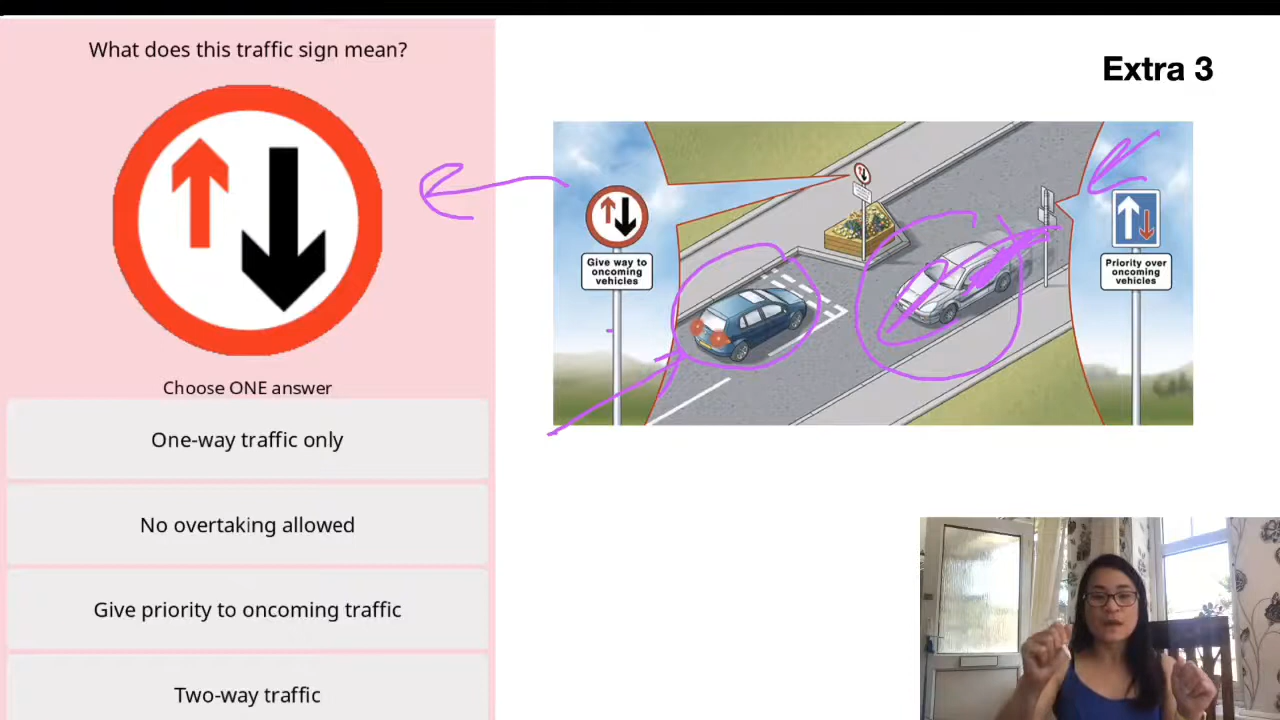 What does this traffic sign mean?
Choose ONE answer
One-way traffic only
No overtaking allowed
Give priority to oncoming traffic
Two-way traffic
Extra 3
Give way to
oncoming
vehicles
Priority over
oncoming
vehicles